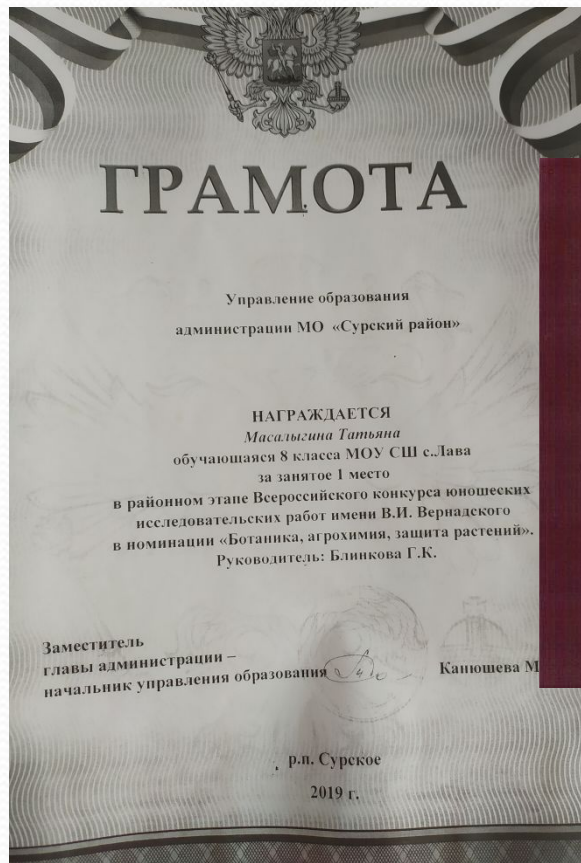 ГРАМОТА
Управление образования
администрации МО «Сурский район»
НАГРАЖДАЕТСЯ
Масалыгина Татьяна
обучающаяся 8 класса МОУ СШ с.Лава
за занятое 1 место
в районном этапе Всероссийского конкурса юношеских
исследовательских работ имени В.И. Вернадского
в номинации «Ботаника, агрохимия, защита растений».
Руководитель: Блинкова Г.К.
Заместитель
главы администрации –
начальник управления образования Канюшева М
р.п. Сурское
2019 г.